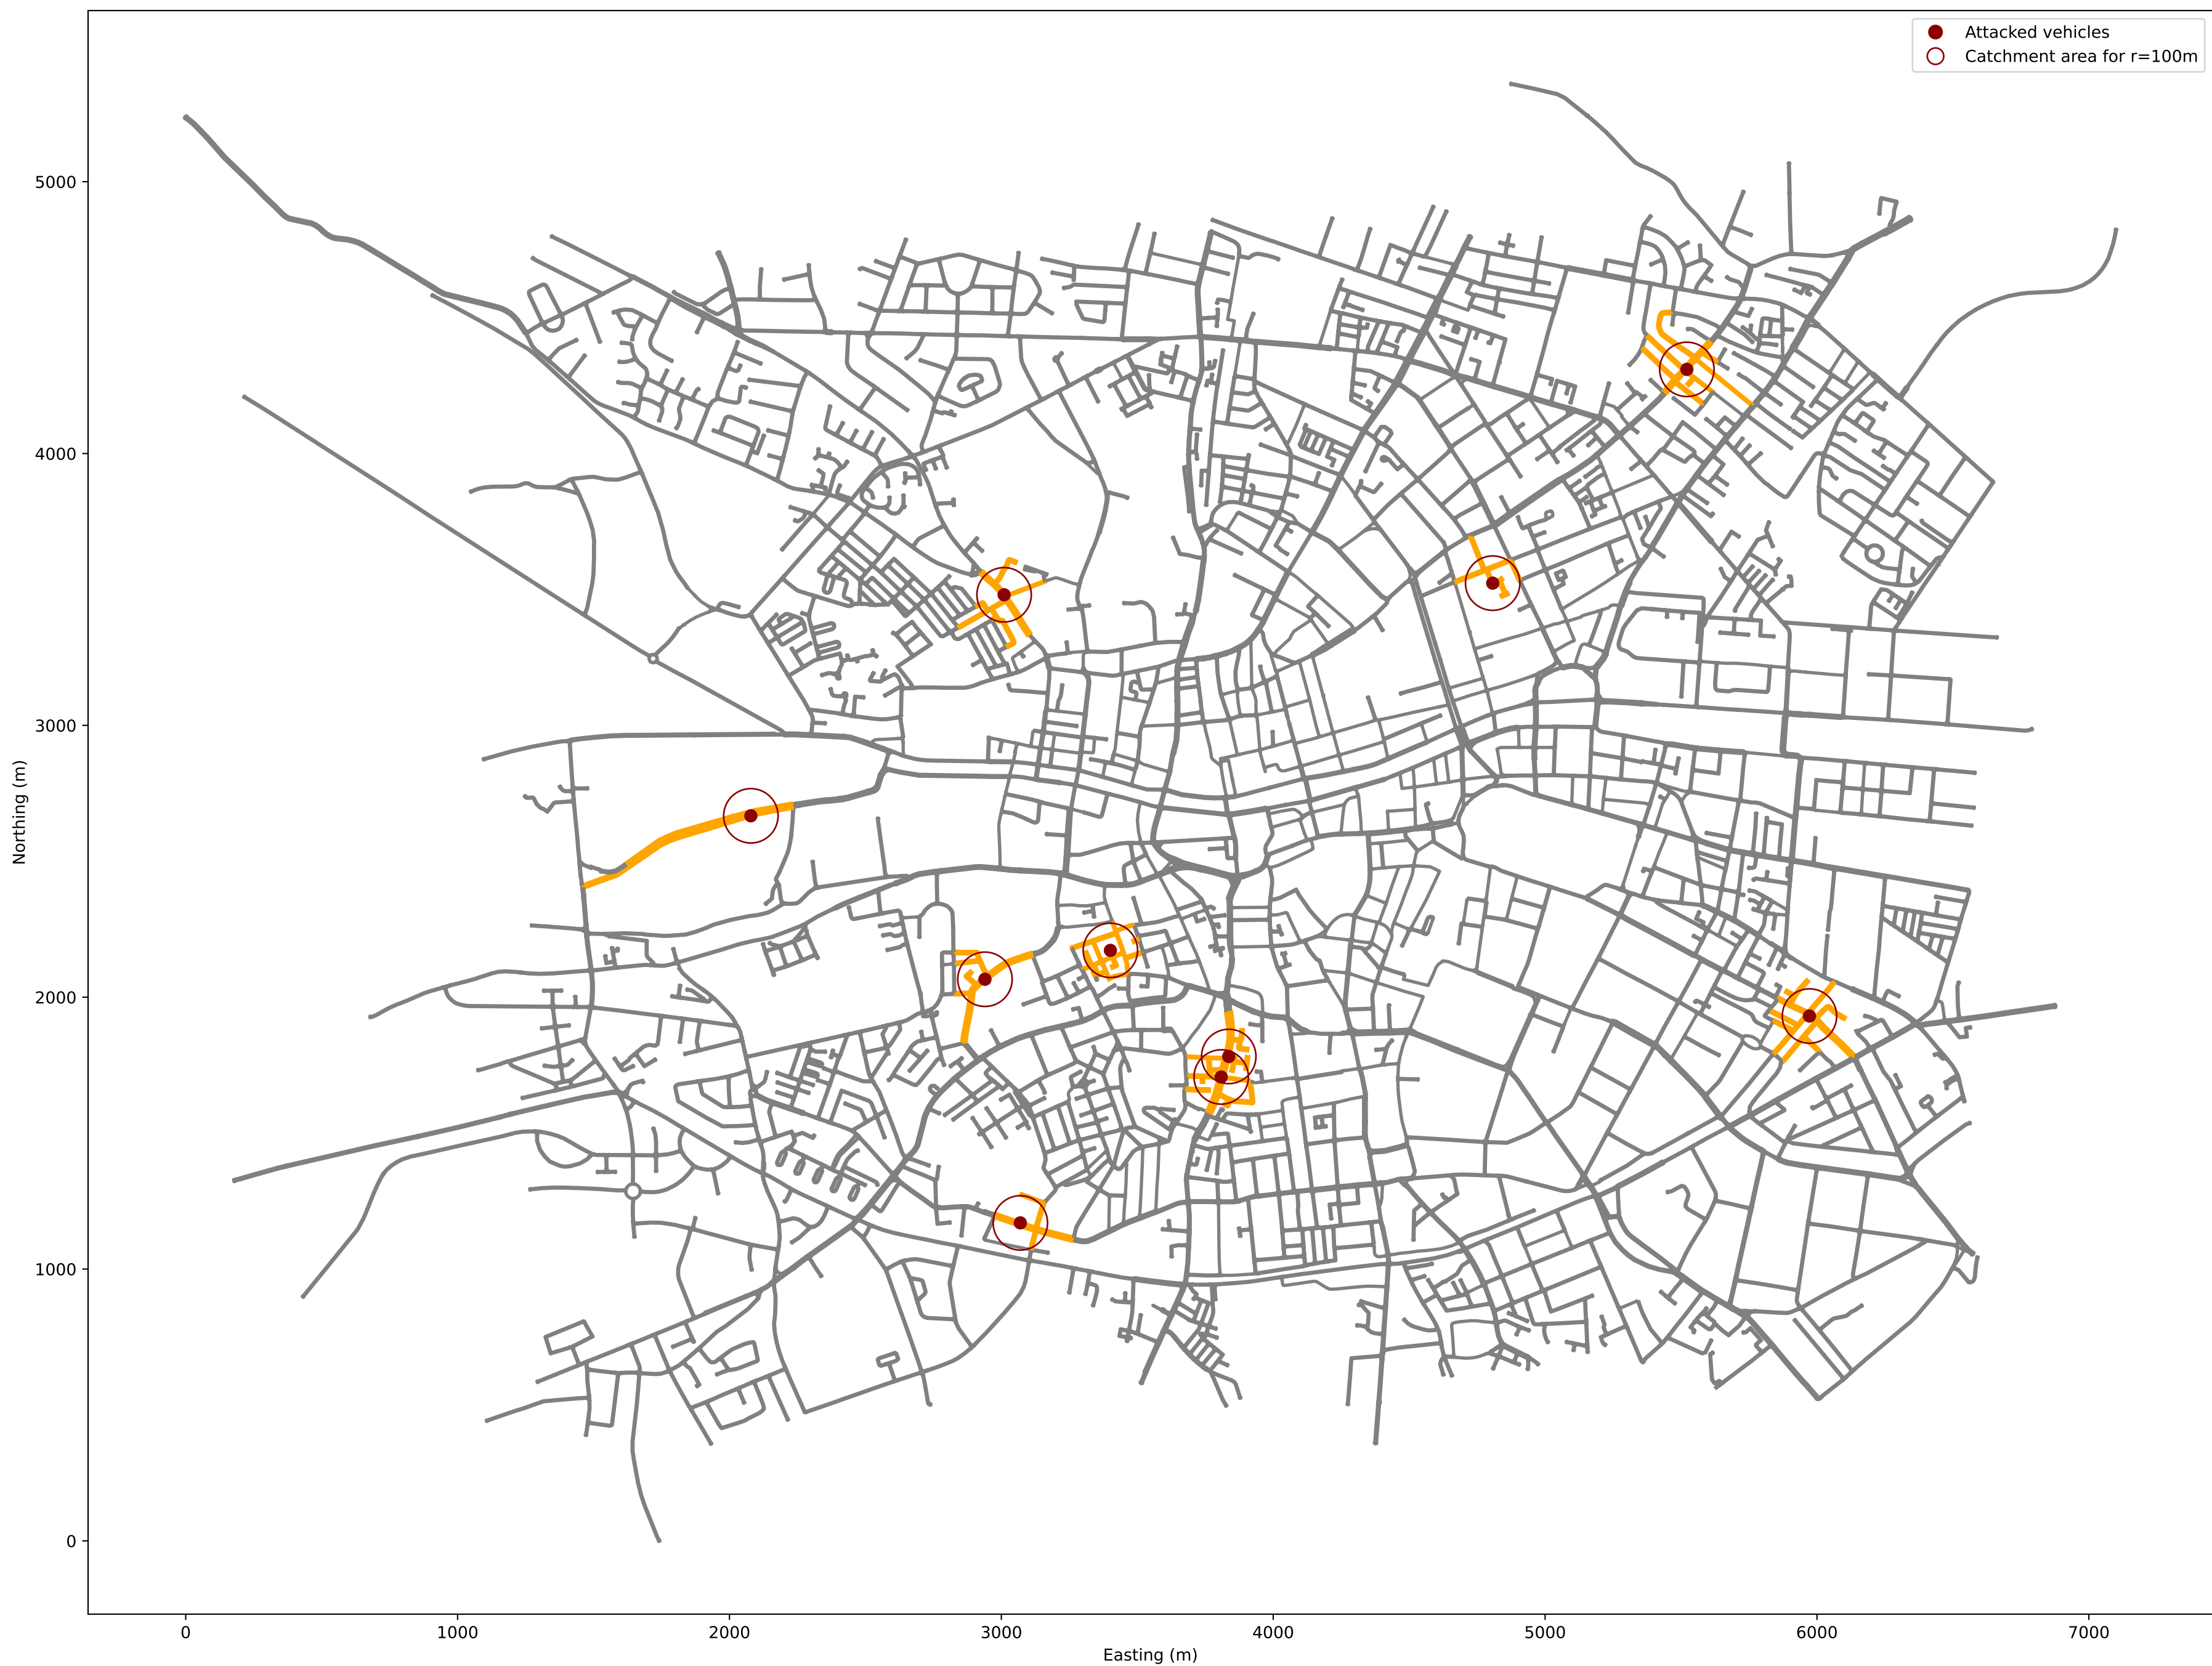 Attacked vehicles
Catchment area for r=100m
5000
4000
3000
2000
1000
0
Northing (m)
0 1000 2000 3000 4000 5000 6000 7000
Easting (m)